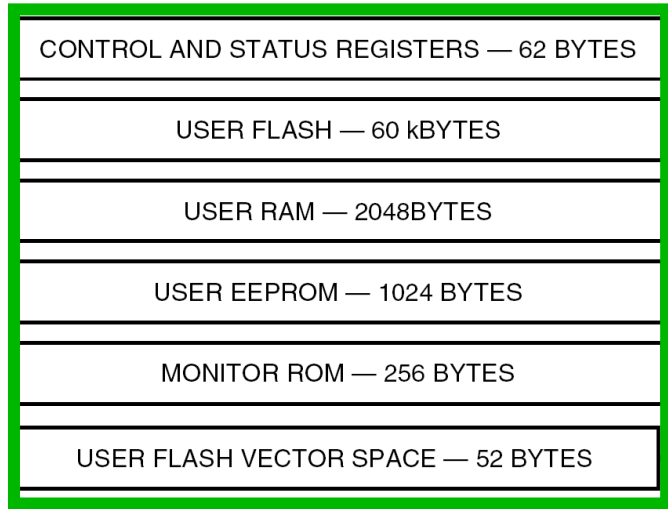 CONTROL AND STATUS REGISTERS — 62 BYTES
USER FLASH — 60 kBYTES
USER RAM — 2048BYTES
USER EEPROM — 1024 BYTES
MONITOR ROM — 256 BYTES
USER FLASH VECTOR SPACE — 52 BYTES